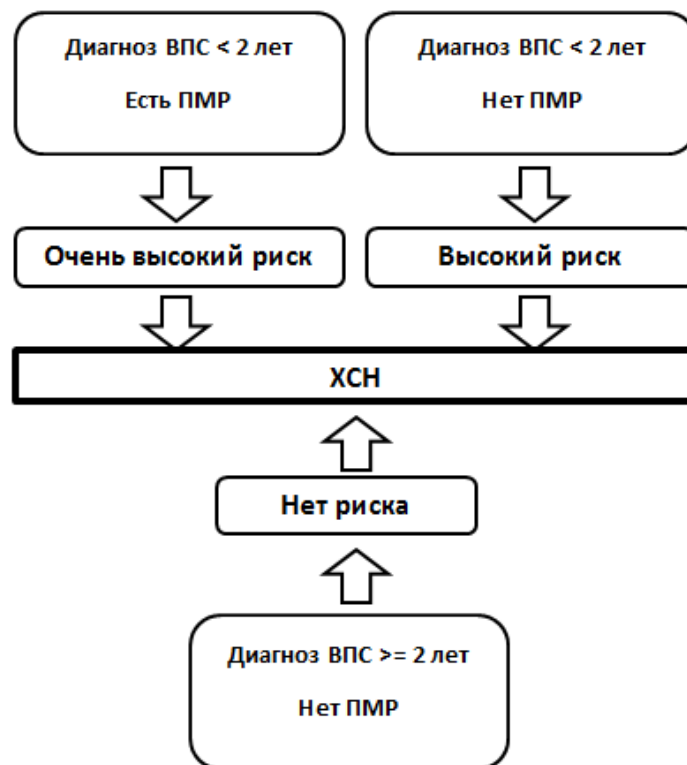 Диагноз ВПС < 2 лет
Есть ПМР
Диагноз ВПС < 2 лет
Нет ПМР
Очень высокий риск
Высокий риск
ХСН
Нет риска
Диагноз ВПС >= 2 лет
Нет ПМР